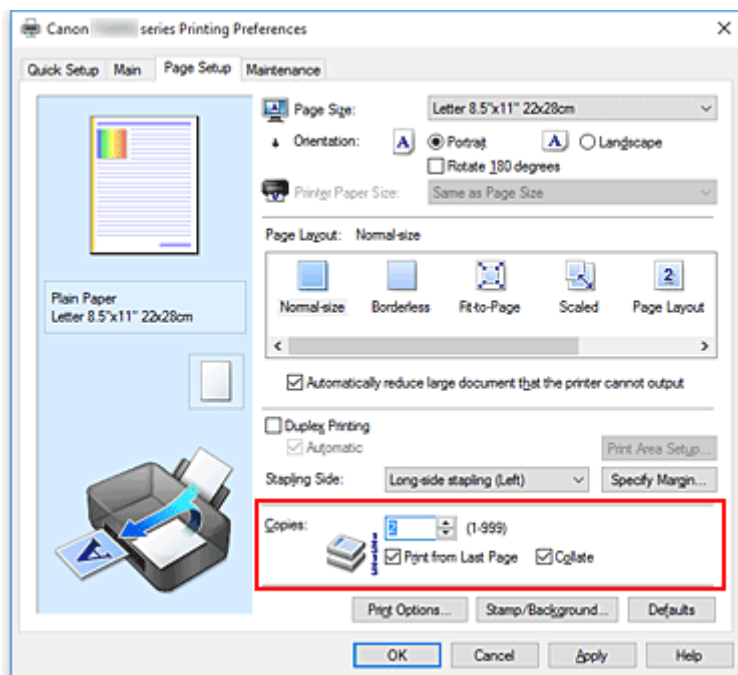 Canon series Printing Preferences
Quick Setup Main Page Setup Maintenance
Page Size: Letter 8.5"x11" 22x28cm
Orientation: A Portrait A Landscape
Rotate 180 degrees
Printer Paper Size: Same as Page Size
Page Layout: Normal-size
2
Normal-size Borderless Fit-to-Page Scaled Page Layout
Plain Paper
Letter 8.5"x11" 22x28cm
Automatically reduce large document that the printer cannot output
Duplex Printing
Automatic Print Area Setup...
Stapling Side: Long-side stapling (Left) Specify Margin...
Copies: 2 (1-999)
Print from Last Page Collate
A
Print Options... Stamp/Background... Defaults
OK Cancel Apply Help